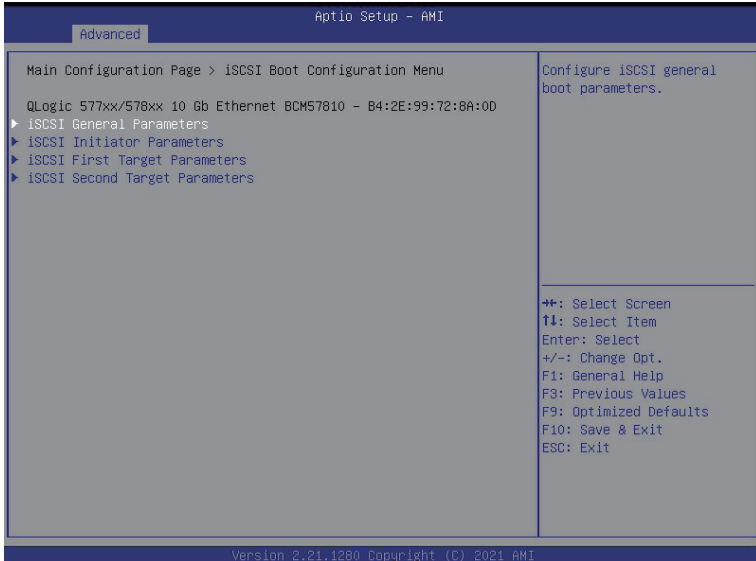 Aptio Setup - AMI
Advanced
Main Configuration Page > iSCSI Boot Configuration Menu
QLogic 577xx/578xx 10 Gb Ethernet BCM57810 - B4:2E:99:72:8A:0D
▶ iSCSI General Parameters
▶ iSCSI Initiator Parameters
▶ iSCSI First Target Parameters
▶ iSCSI Second Target Parameters
Configure iSCSI general
boot parameters.
→←: Select Screen
↑↓: Select Item
Enter: Select
+/-: Change Opt.
F1: General Help
F3: Previous Values
F9: Optimized Defaults
F10: Save & Exit
ESC: Exit
Version 2.21.1280 Copyright (C) 2021 AMI